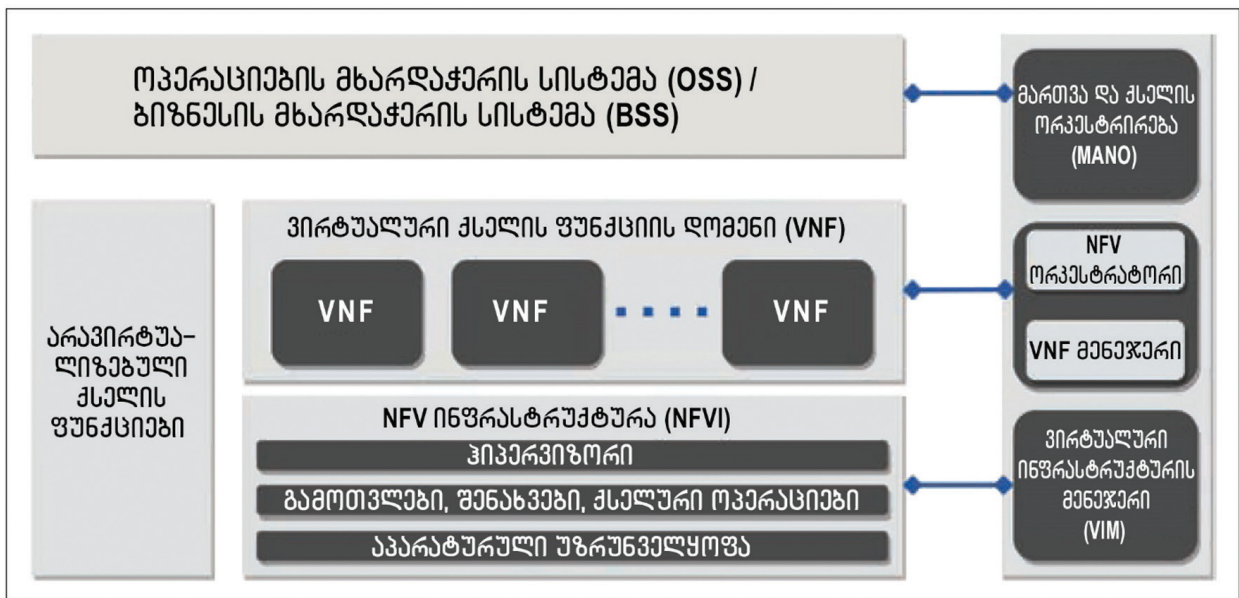 ოპერაციების მხარდაჭერის სისტემა (OSS) /
ბიზნესის მხარდაჭერის სისტემა (BSS)
მართვა და ქსელის
ორკესტრირება
(MANO)
არავირტუა–
ლიზებული
ქსელის
ფუნქციები
ვირტუალური ქსელის ფუნქციის დომენი (VNF)
VNF
VNF
VNF
NFV
ორკესტრატორი
VNF მენეჯერი
NFV ინფრასტრუქტურა (NFVI)
ჰიპერვიზორი
გამოთვლები, შენახვები, ქსელური ოპერაციები
აპარატურული უზრუნველყოფა
ვირტუალური
ინფრასტრუქტურის
მენეჯერი
(VIM)